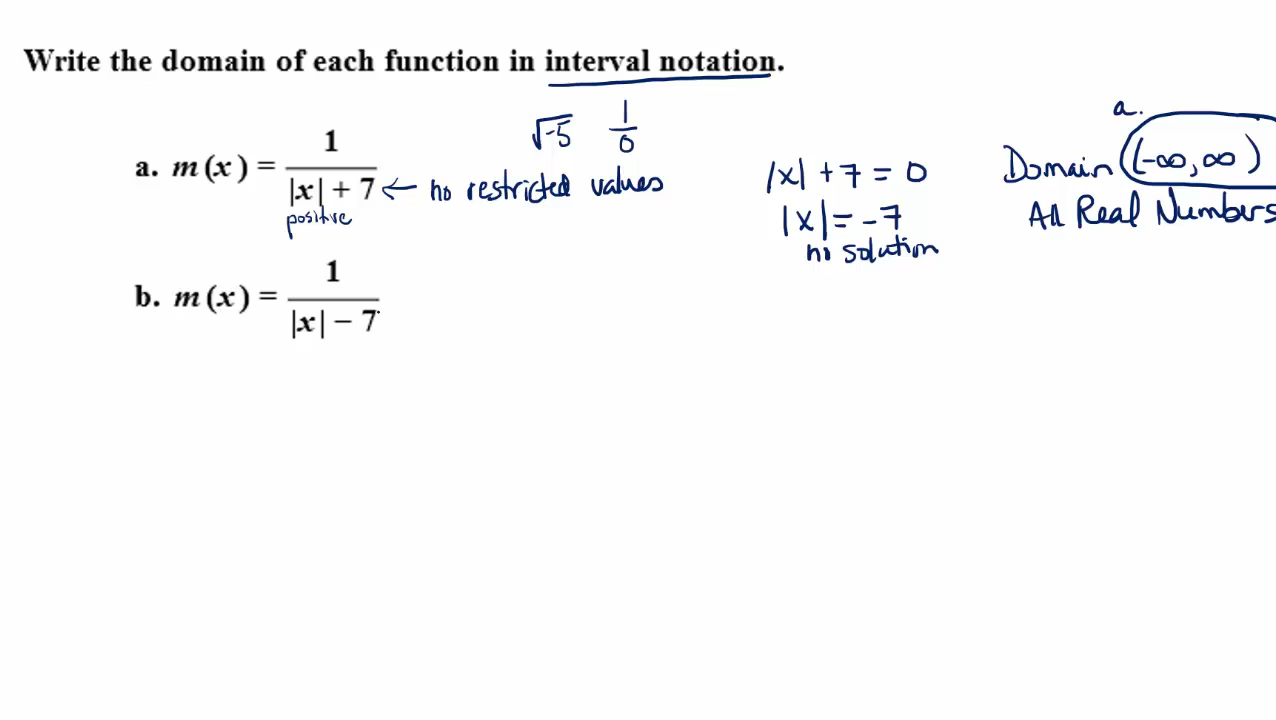 Write the domain of each function in interval notation.
a. m(x) = 1 / (|x| + 7) ← no restricted values
positive
√-5 1/0
|x| + 7 = 0
|x| = -7
no solution
a.
Domain (-∞, ∞)
All Real Numbers
b. m(x) = 1 / (|x| − 7)